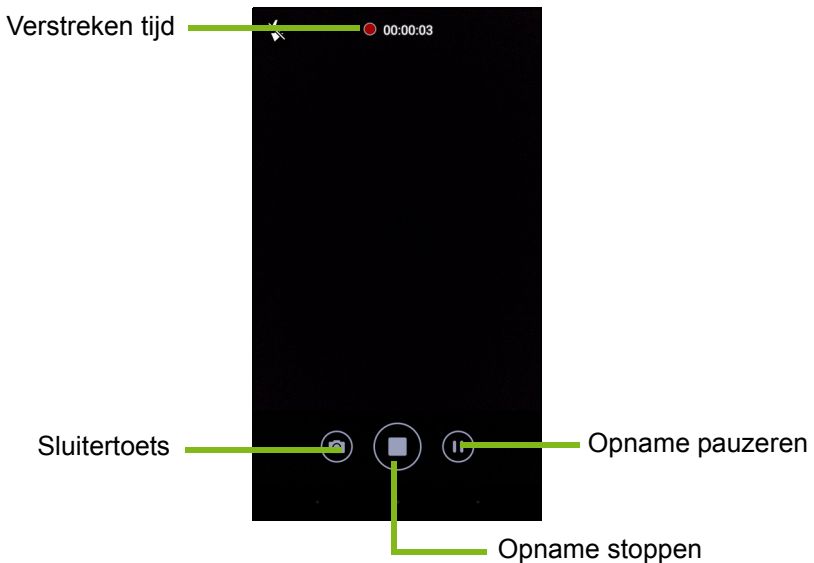 Verstreken tijd
00:00:03
Sluitertoets
Opname pauzeren
Opname stoppen